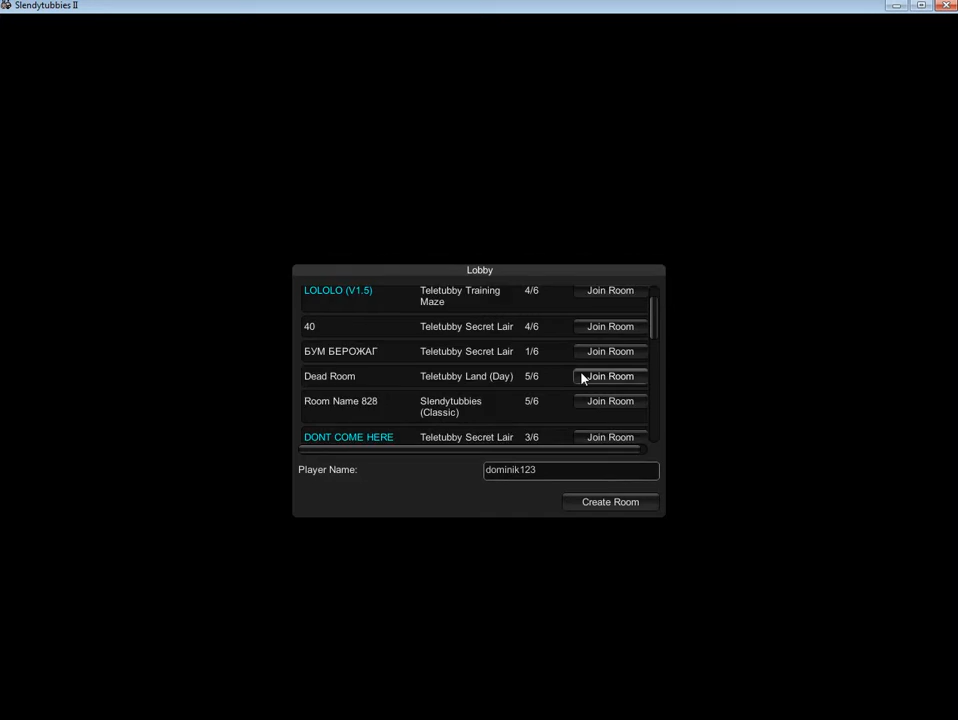 Slendytubbies II
Lobby
LOLOLO (V1.5) Teletubby Training Maze 4/6 Join Room
40 Teletubby Secret Lair 4/6 Join Room
БУМ БЕРОЖАГ Teletubby Secret Lair 1/6 Join Room
Dead Room Teletubby Land (Day) 5/6 Join Room
Room Name 828 Slendytubbies (Classic) 5/6 Join Room
DONT COME HERE Teletubby Secret Lair 3/6 Join Room
Player Name: dominik123
Create Room